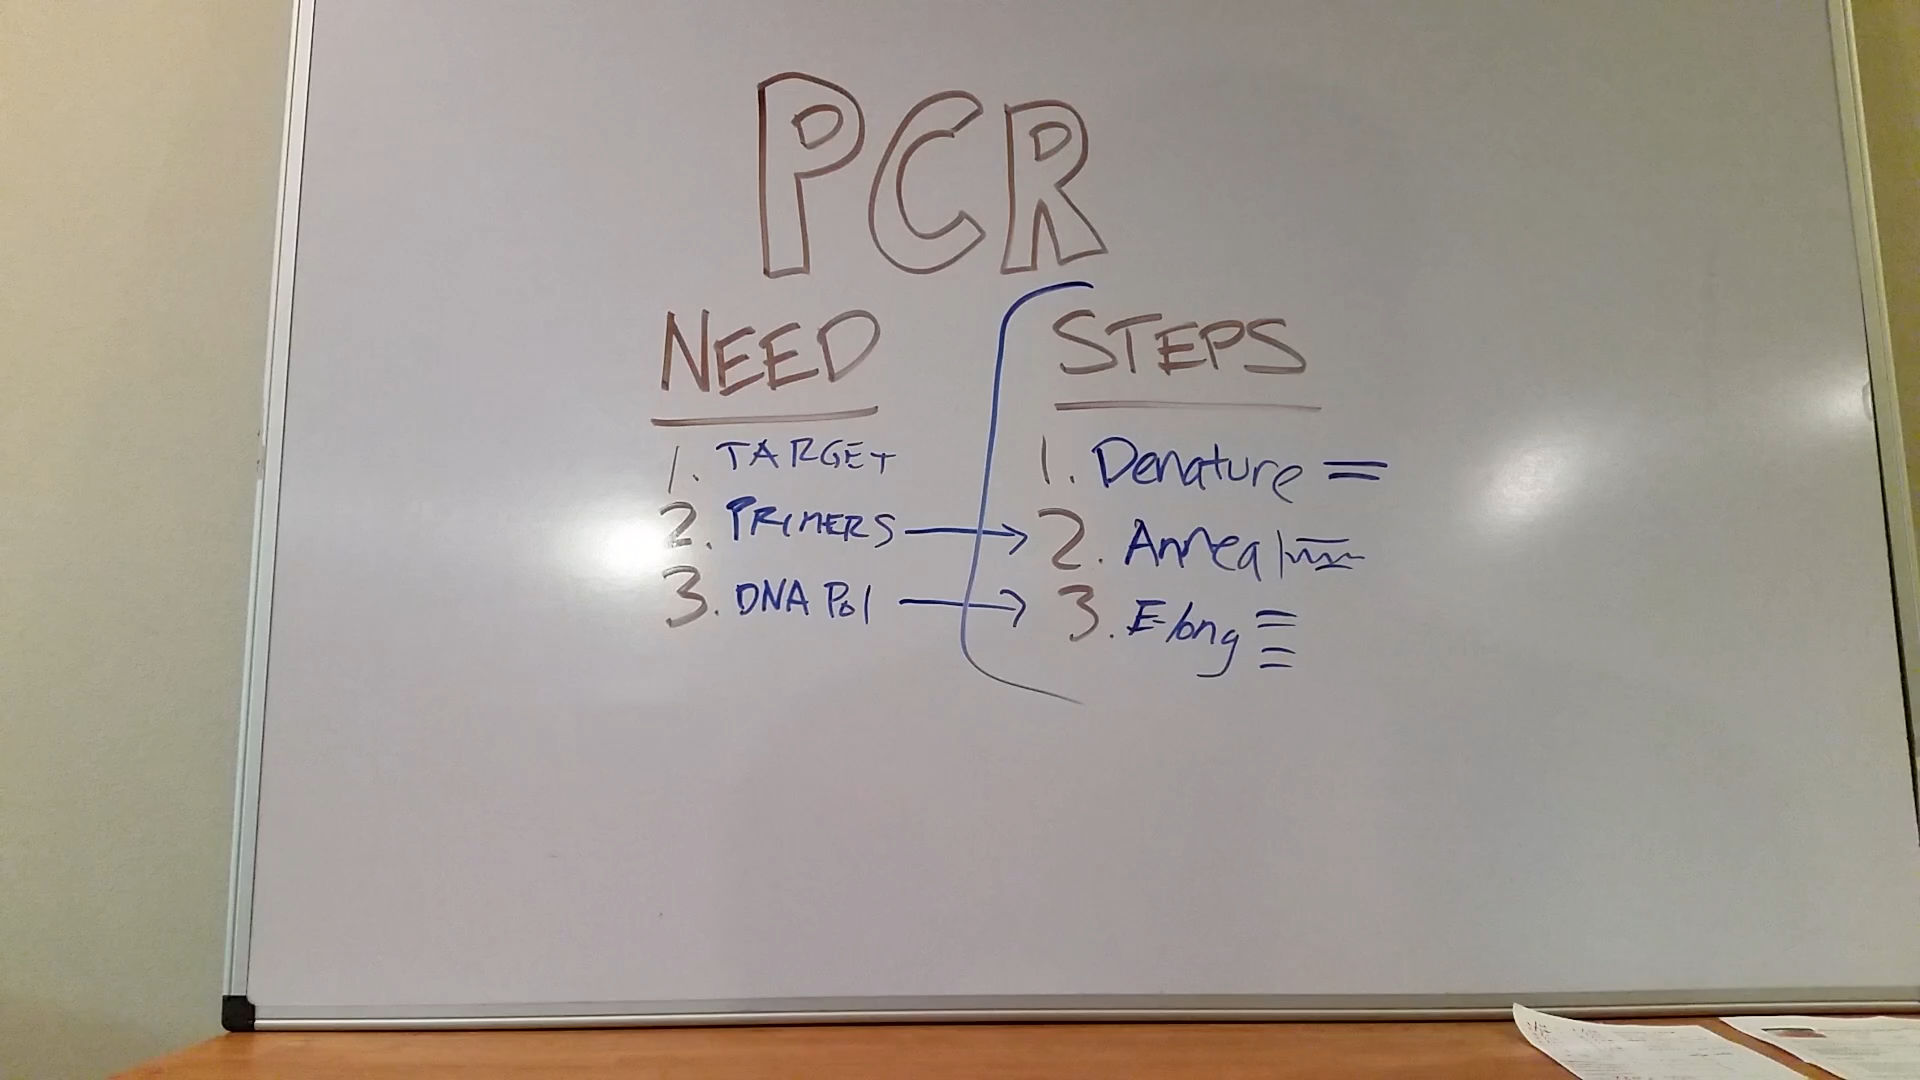 PCR
NEED
1. TARGET
2. PRIMERS
3. DNA Pol
STEPS
1. Denature
2. Anneal
3. Elong